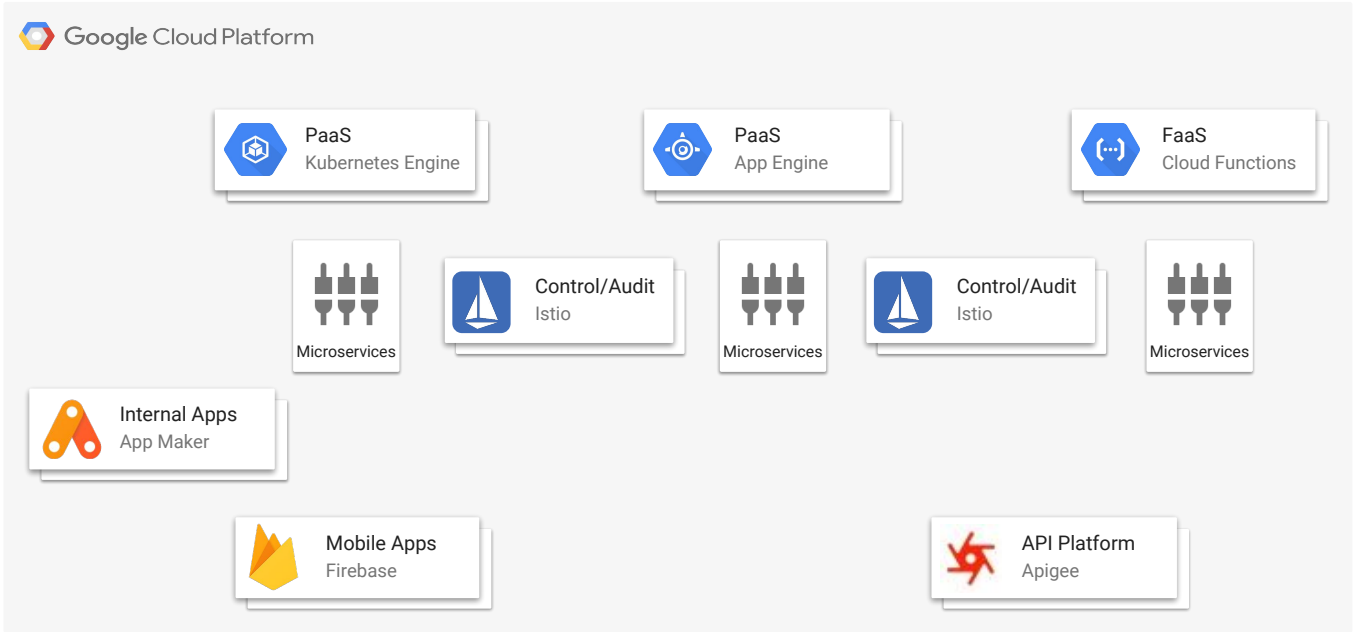 Google Cloud Platform
PaaS
Kubernetes Engine
PaaS
App Engine
FaaS
Cloud Functions
Microservices
Control/Audit
Istio
Microservices
Control/Audit
Istio
Microservices
Internal Apps
App Maker
Mobile Apps
Firebase
API Platform
Apigee